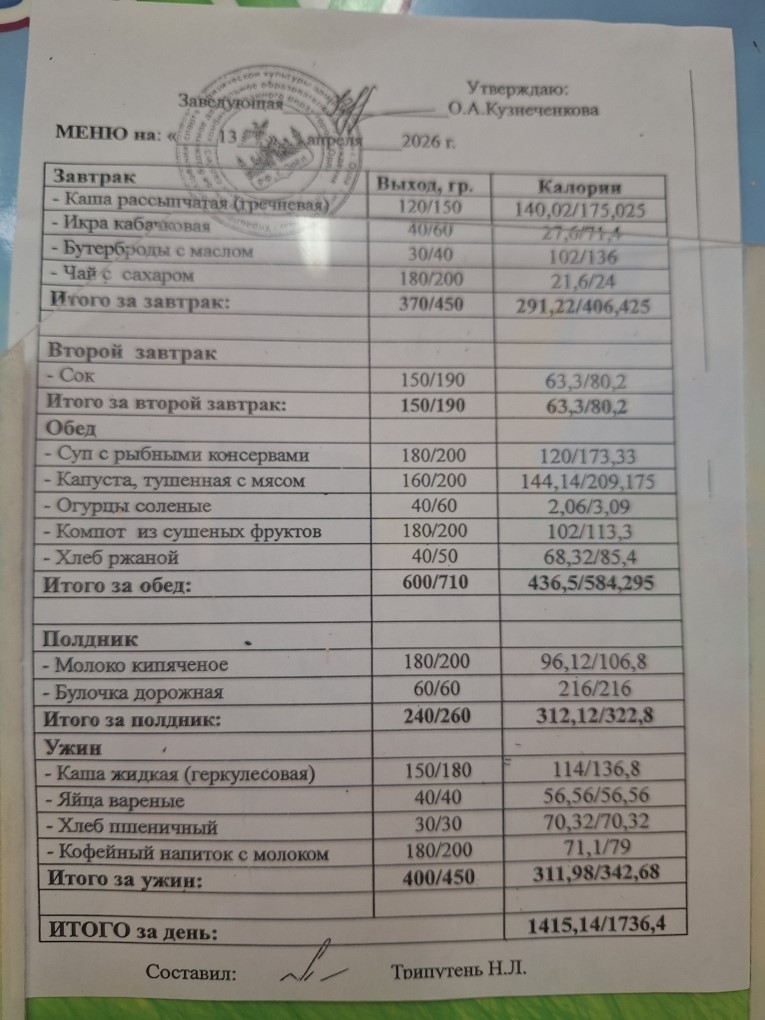 Утверждаю:
Заведующая О.А.Кузнеченкова
МЕНЮ на: « 13 апреля 2026 г.
Завтрак Выход, гр. Калории
- Каша рассыпчатая (гречневая) 120/150 140,02/175,025
- Икра кабачковая 40/60 27,6/71,4
- Бутерброды с маслом 30/40 102/136
- Чай с сахаром 180/200 21,6/24
Итого за завтрак: 370/450 291,22/406,425
Второй завтрак
- Сок 150/190 63,3/80,2
Итого за второй завтрак: 150/190 63,3/80,2
Обед
- Суп с рыбными консервами 180/200 120/173,33
- Капуста, тушенная с мясом 160/200 144,14/209,175
- Огурцы соленые 40/60 2,06/3,09
- Компот из сушеных фруктов 180/200 102/113,3
- Хлеб ржаной 40/50 68,32/85,4
Итого за обед: 600/710 436,5/584,295
Полдник
- Молоко кипяченое 180/200 96,12/106,8
- Булочка дорожная 60/60 216/216
Итого за полдник: 240/260 312,12/322,8
Ужин
- Каша жидкая (геркулесовая) 150/180 114/136,8
- Яйца вареные 40/40 56,56/56,56
- Хлеб пшеничный 30/30 70,32/70,32
- Кофейный напиток с молоком 180/200 71,1/79
Итого за ужин: 400/450 311,98/342,68
ИТОГО за день: 1415,14/1736,4
Составил: Трипутень Н.Л.